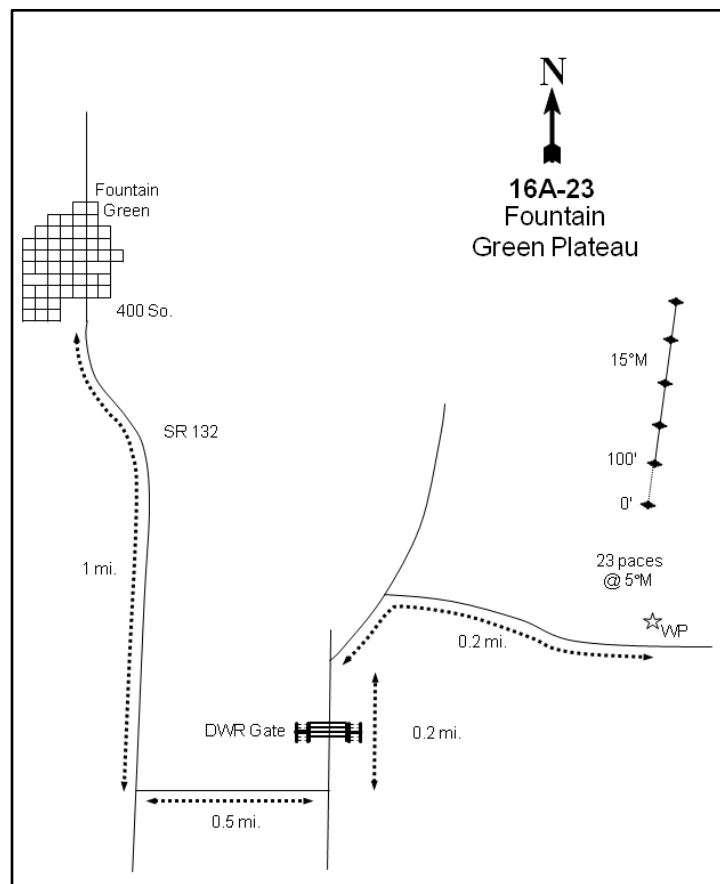 N
16A-23
Fountain
Green Plateau
Fountain
Green
400 So.
15°M
SR 132
100'
0'
1 mi.
23 paces
@ 5°M
WP
0.2 mi.
DWR Gate
0.2 mi.
0.5 mi.